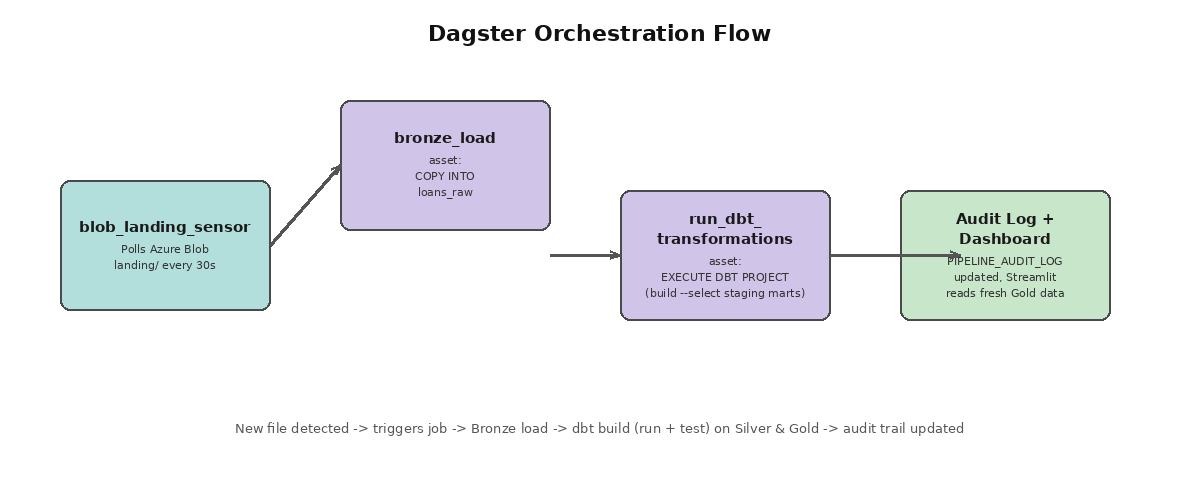 Dagster Orchestration Flow
blob_landing_sensor
Polls Azure Blob
landing/ every 30s
bronze_load
asset:
COPY INTO
loans_raw
run_dbt_
transformations
asset:
EXECUTE DBT PROJECT
(build --select staging marts)
Audit Log +
Dashboard
PIPELINE_AUDIT_LOG
updated, Streamlit
reads fresh Gold data
New file detected -> triggers job -> Bronze load -> dbt build (run + test) on Silver & Gold -> audit trail updated